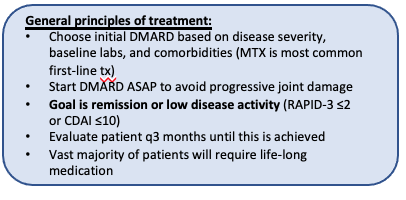 General principles of treatment:
• Choose initial DMARD based on disease severity,
baseline labs, and comorbidities (MTX is most common
first-line tx)
• Start DMARD ASAP to avoid progressive joint damage
• Goal is remission or low disease activity (RAPID-3 ≤2
or CDAI ≤10)
• Evaluate patient q3 months until this is achieved
• Vast majority of patients will require life-long
medication